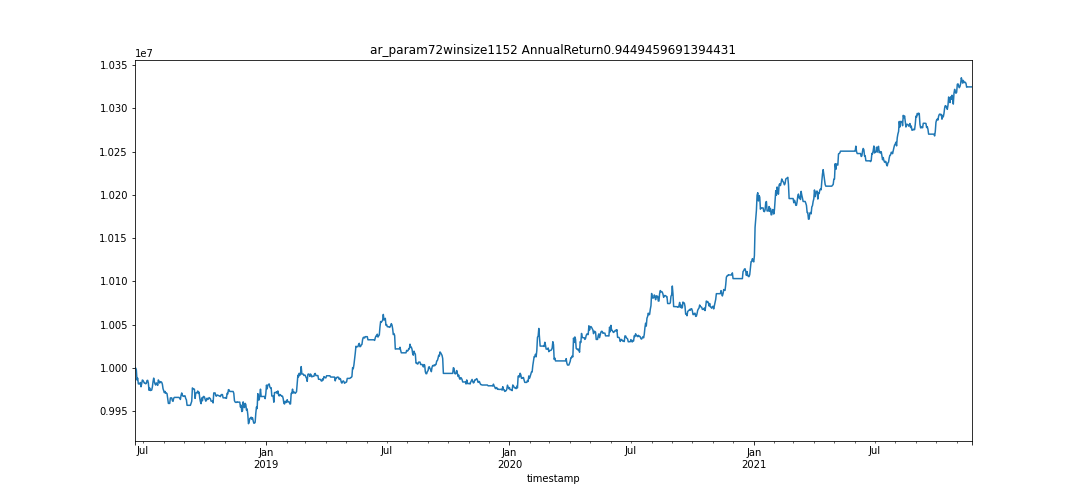 ar_param72winsize1152 AnnualReturn0.9449459691394431
1e7
1.035
1.030
1.025
1.020
1.015
1.010
1.005
1.000
0.995
Jul
Jan
2019
Jul
Jan
2020
Jul
Jan
2021
Jul
timestamp